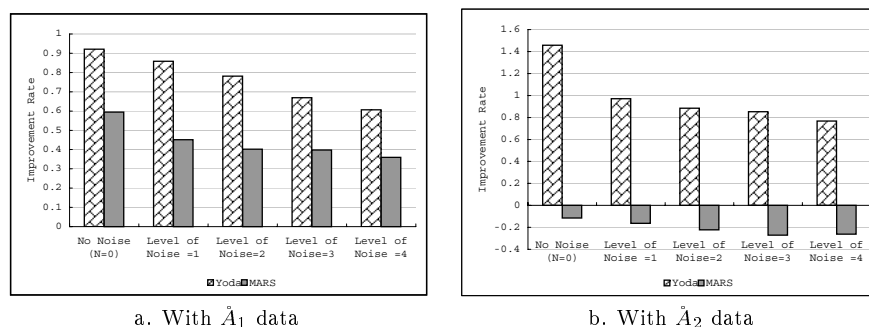 1
0.9
0.8
0.7
0.6
0.5
0.4
0.3
0.2
0.1
0
Improvement Rate
No Noise (N=0)
Level of Noise =1
Level of Noise=2
Level of Noise=3
Level of Noise =4
Yoda MARS
a. With Å₁ data
1.6
1.4
1.2
1
0.8
0.6
0.4
0.2
0
-0.2
-0.4
Improvement Rate
No Noise (N=0)
Level of Noise =1
Level of Noise=2
Level of Noise=3
Level of Noise =4
Yoda MARS
b. With Å₂ data